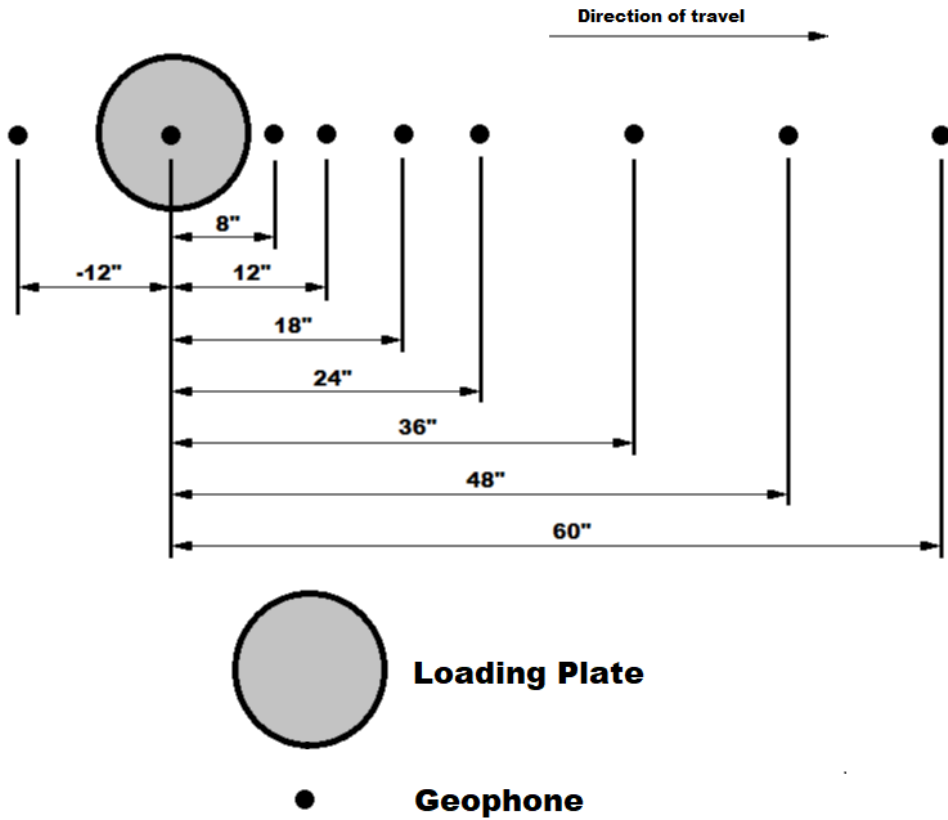 Direction of travel
8"
-12"
12"
18"
24"
36"
48"
60"
Loading Plate
Geophone